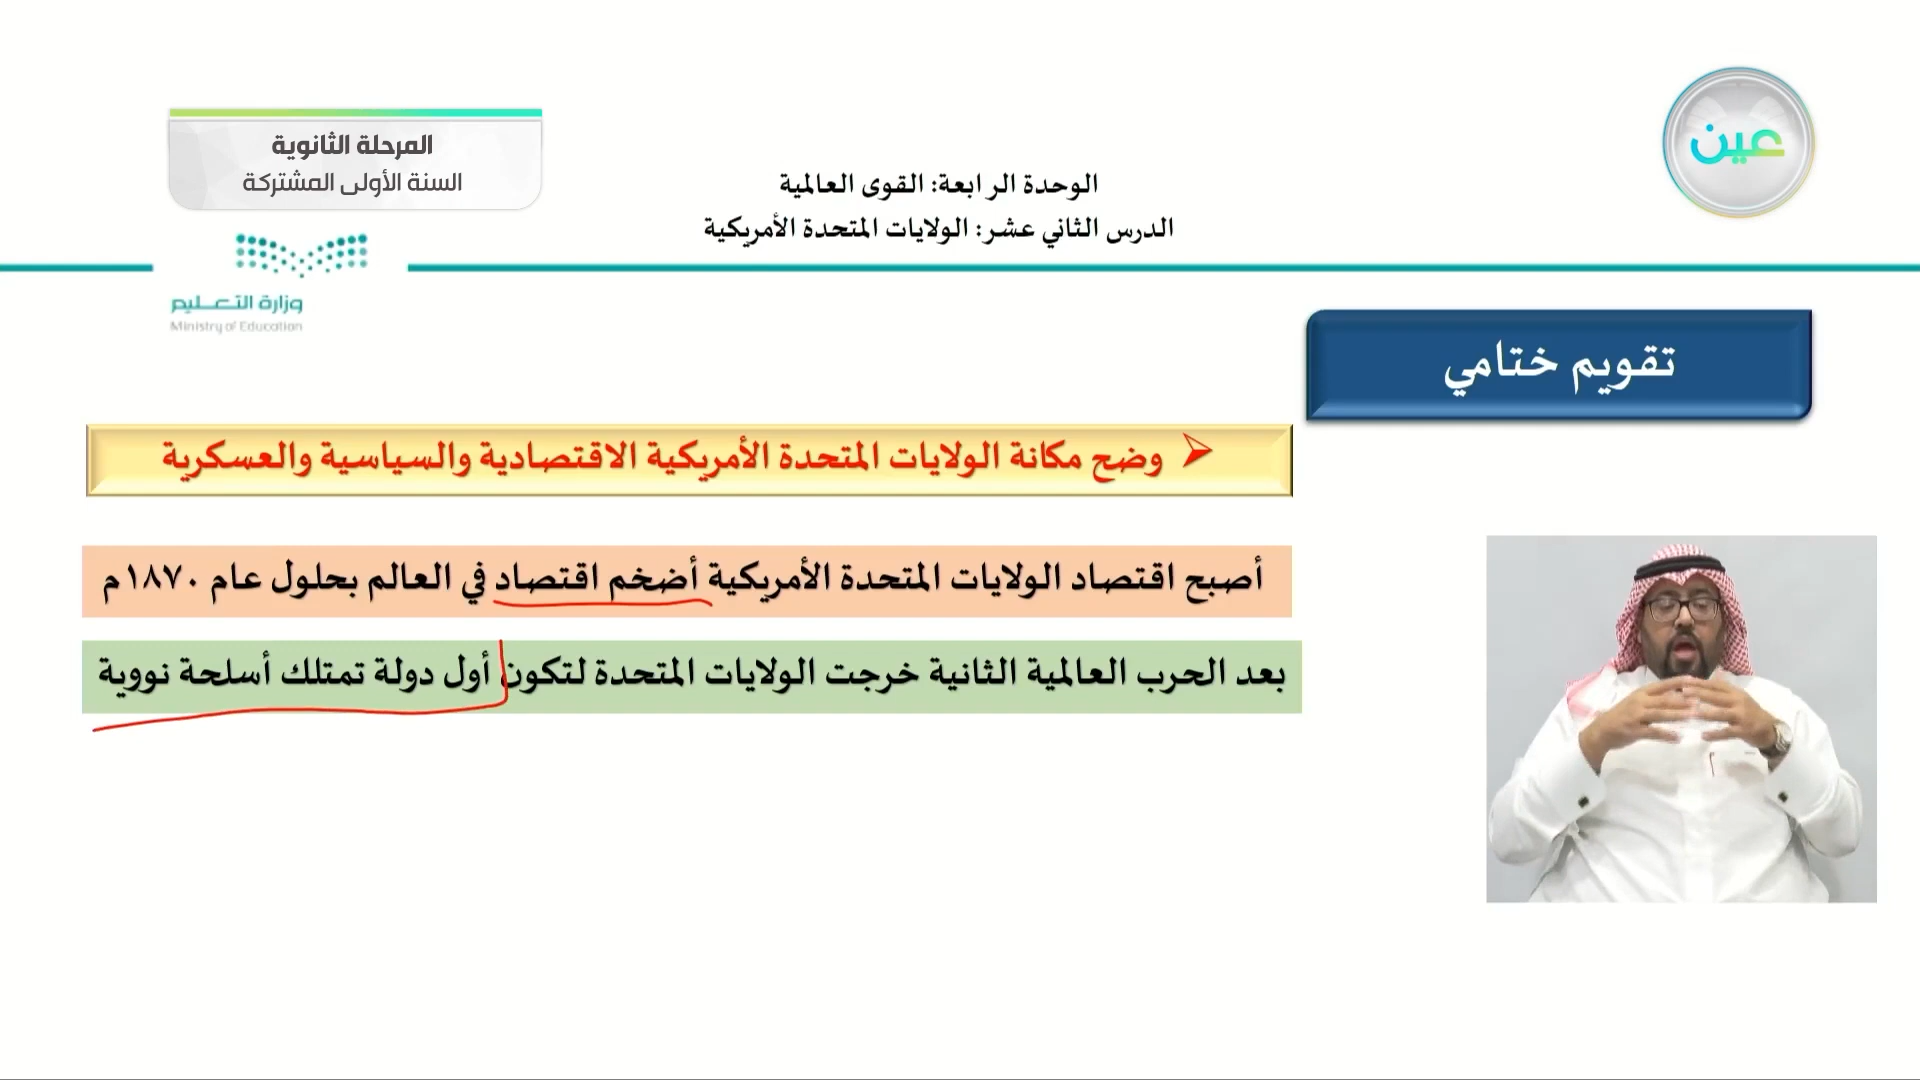 عين
المرحلة الثانوية
السنة الأولى المشتركة
الوحدة الرابعة: القوى العالمية
الدرس الثاني عشر: الولايات المتحدة الأمريكية
وزارة التعليم
Ministry of Education
تقويم ختامي
وضح مكانة الولايات المتحدة الأمريكية الاقتصادية والسياسية والعسكرية
أصبح اقتصاد الولايات المتحدة الأمريكية أضخم اقتصاد في العالم بحلول عام ١٨٧٠م
بعد الحرب العالمية الثانية خرجت الولايات المتحدة لتكون أول دولة تمتلك أسلحة نووية